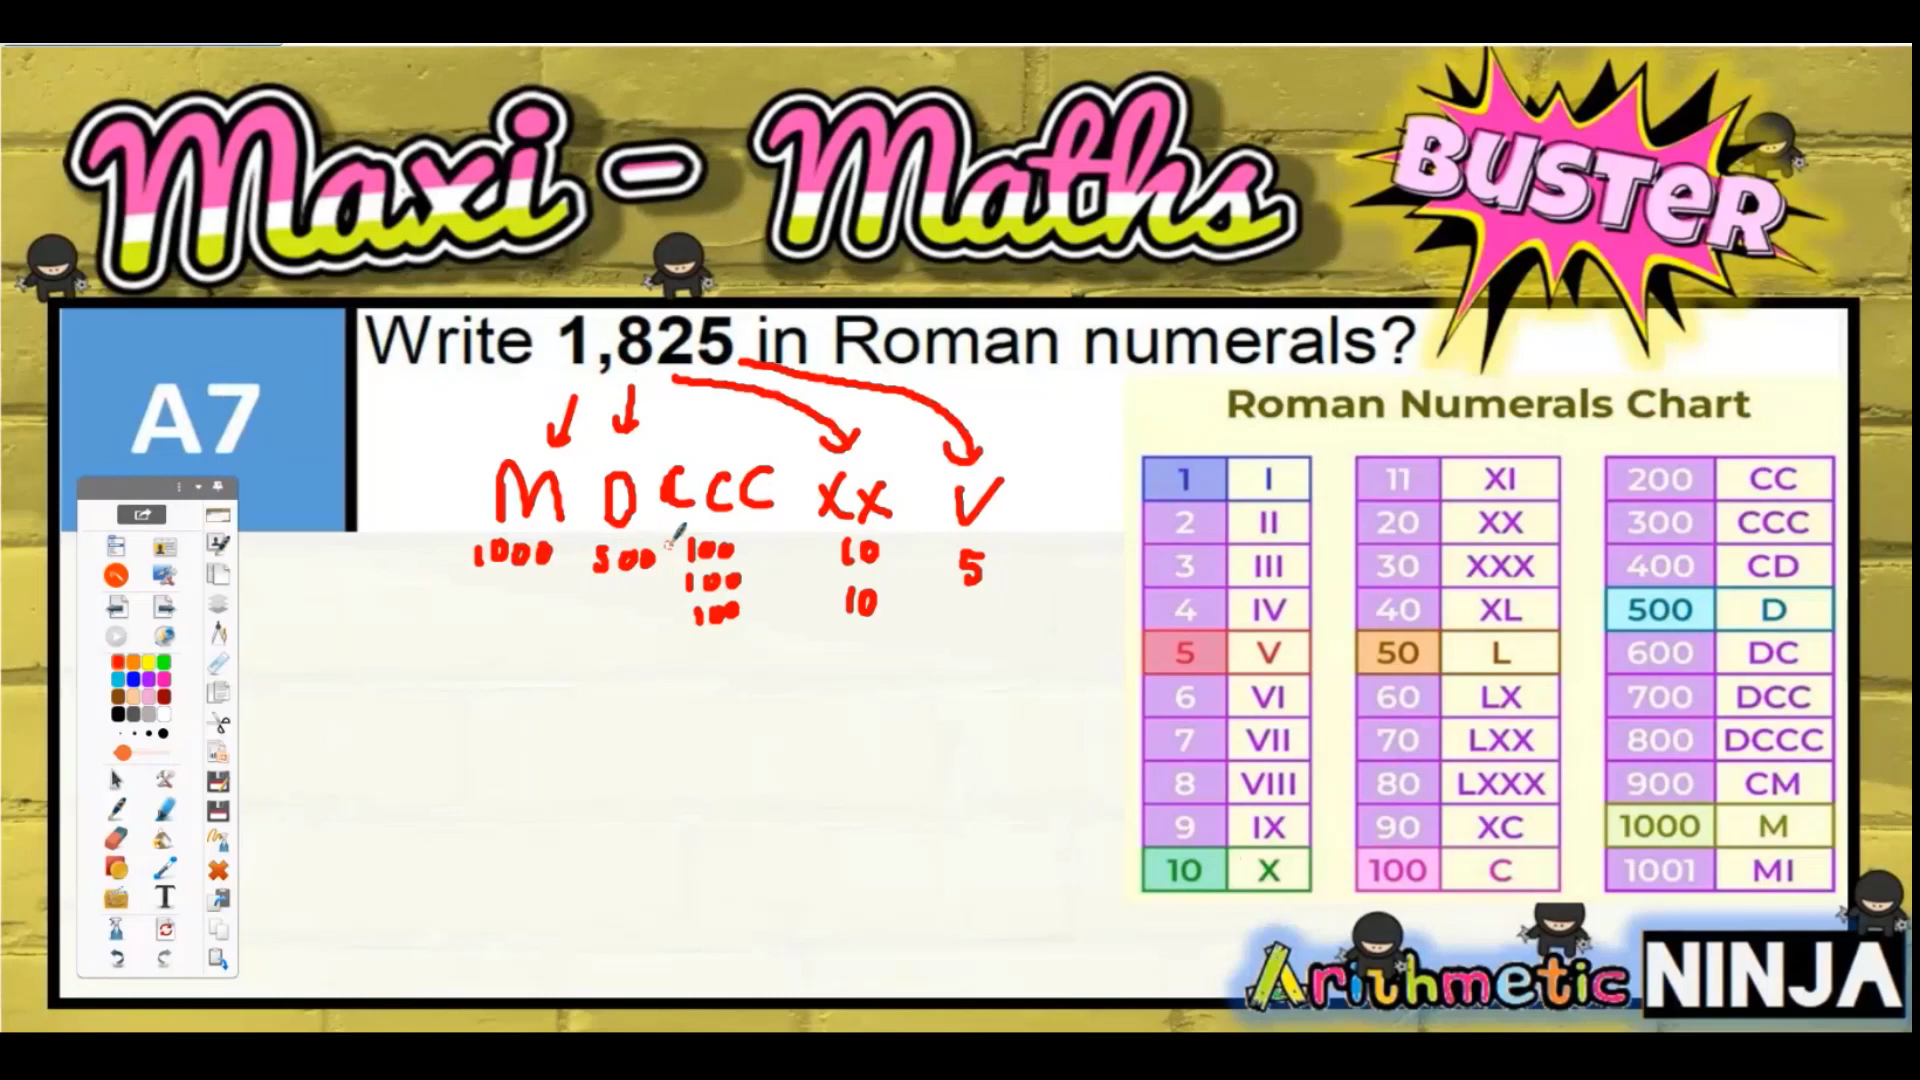 Maxi - Maths
BUSTER
A7
Write 1,825 in Roman numerals?
M D CCC XX V
1000 500 100 10 5
100
100 10
Roman Numerals Chart
1 I 11 XI 200 CC
2 II 20 XX 300 CCC
3 III 30 XXX 400 CD
4 IV 40 XL 500 D
5 V 50 L 600 DC
6 VI 60 LX 700 DCC
7 VII 70 LXX 800 DCCC
8 VIII 80 LXXX 900 CM
9 IX 90 XC 1000 M
10 X 100 C 1001 MI
T
Arithmetic NINJA